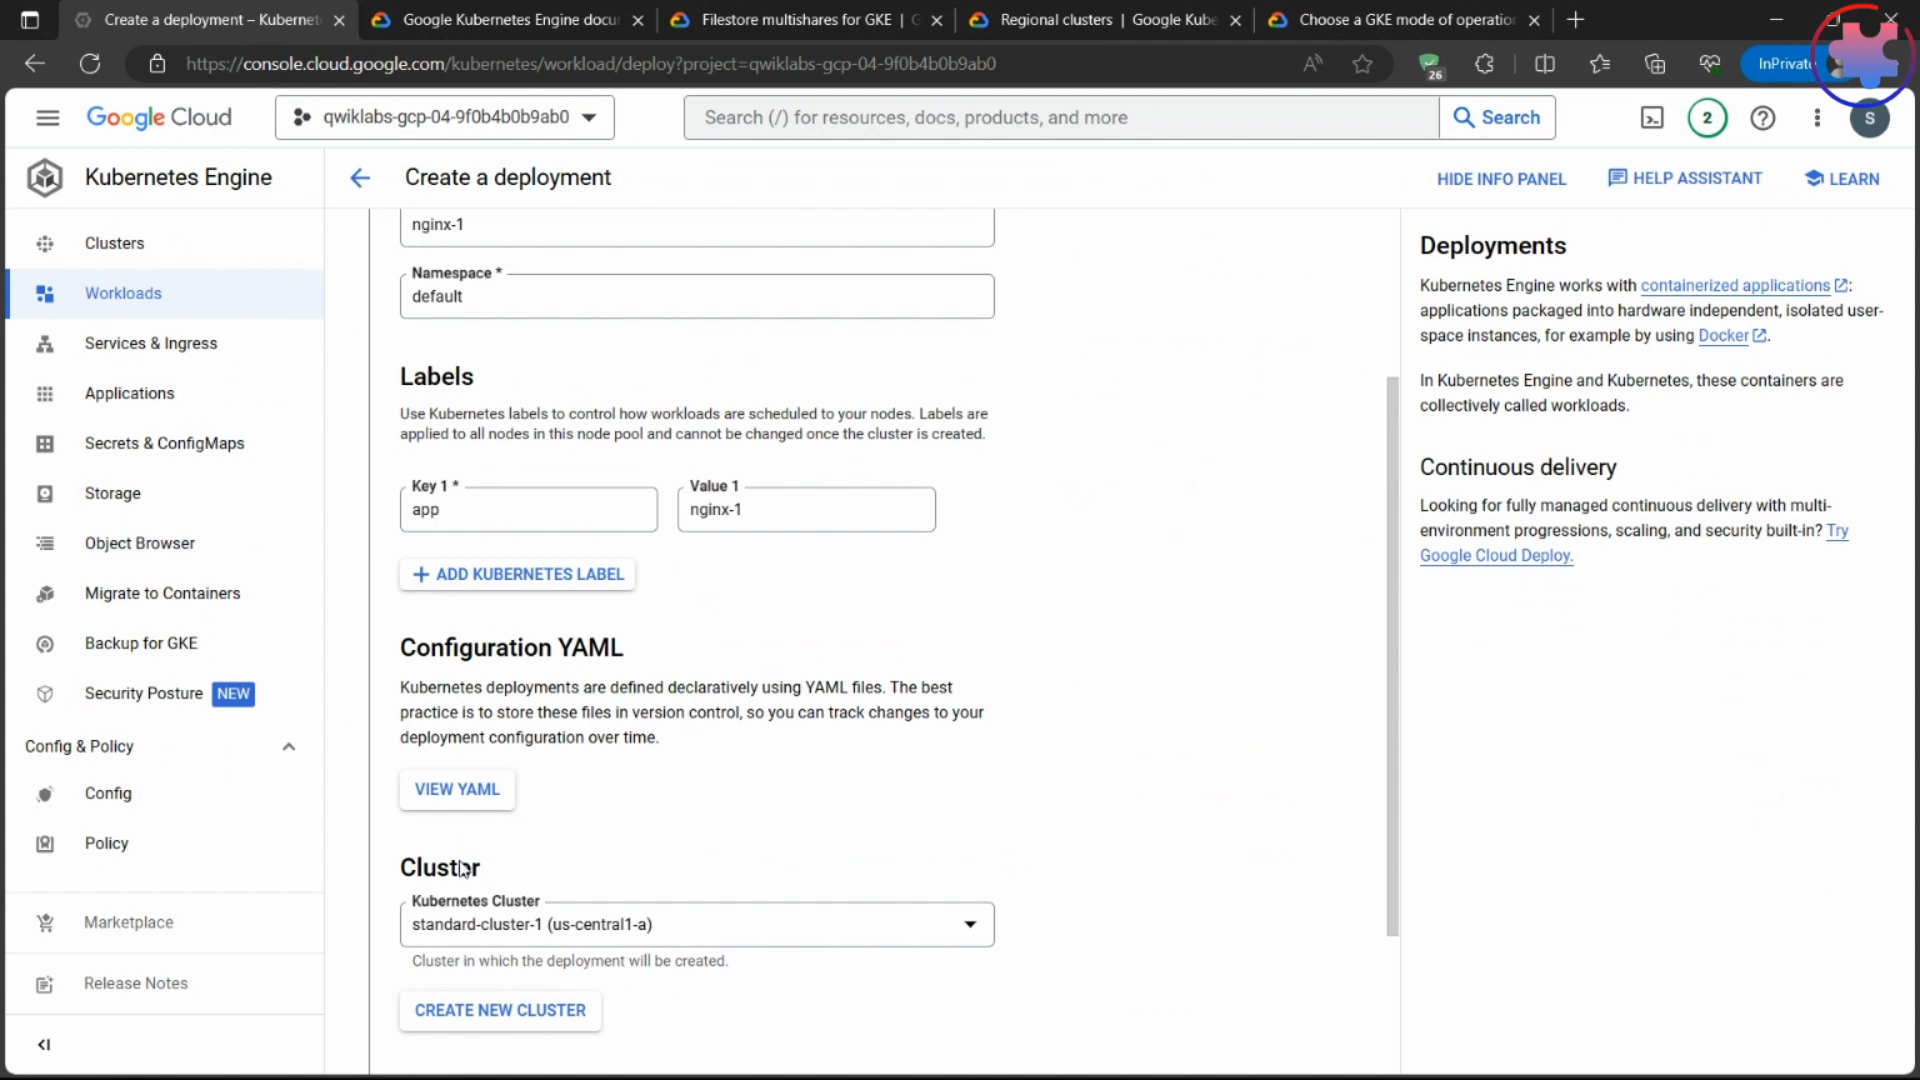 Create a deployment – Kubernet
Google Kubernetes Engine docu
Filestore multishares for GKE | G
Regional clusters | Google Kube
Choose a GKE mode of operatio
https://console.cloud.google.com/kubernetes/workload/deploy?project=qwiklabs-gcp-04-9f0b4b0b9ab0
26
InPrivate
Google Cloud
qwiklabs-gcp-04-9f0b4b0b9ab0
Search (/) for resources, docs, products, and more
Search
2
S
Kubernetes Engine
Clusters
Workloads
Services & Ingress
Applications
Secrets & ConfigMaps
Storage
Object Browser
Migrate to Containers
Backup for GKE
Security Posture NEW
Config & Policy
Config
Policy
Marketplace
Release Notes
Create a deployment
HIDE INFO PANEL
HELP ASSISTANT
LEARN
nginx-1
Namespace *
default
Labels
Use Kubernetes labels to control how workloads are scheduled to your nodes. Labels are
applied to all nodes in this node pool and cannot be changed once the cluster is created.
Key 1 *
app
Value 1
nginx-1
ADD KUBERNETES LABEL
Configuration YAML
Kubernetes deployments are defined declaratively using YAML files. The best
practice is to store these files in version control, so you can track changes to your
deployment configuration over time.
VIEW YAML
Cluster
Kubernetes Cluster
standard-cluster-1 (us-central1-a)
Cluster in which the deployment will be created.
CREATE NEW CLUSTER
Deployments
Kubernetes Engine works with containerized applications :
applications packaged into hardware independent, isolated user-
space instances, for example by using Docker .
In Kubernetes Engine and Kubernetes, these containers are
collectively called workloads.
Continuous delivery
Looking for fully managed continuous delivery with multi-
environment progressions, scaling, and security built-in? Try
Google Cloud Deploy.